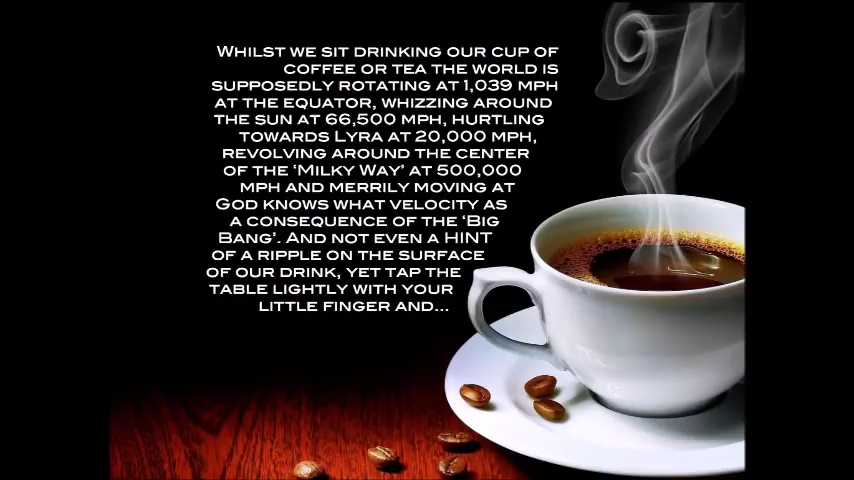 Whilst we sit drinking our cup of
coffee or tea the world is
supposedly rotating at 1,039 mph
at the equator, whizzing around
the sun at 66,500 mph, hurtling
towards Lyra at 20,000 mph,
revolving around the center
of the ‘Milky Way’ at 500,000
mph and merrily moving at
God knows what velocity as
a consequence of the ‘Big
Bang’. And not even a HINT
of a ripple on the surface
of our drink, yet tap the
table lightly with your
little finger and...